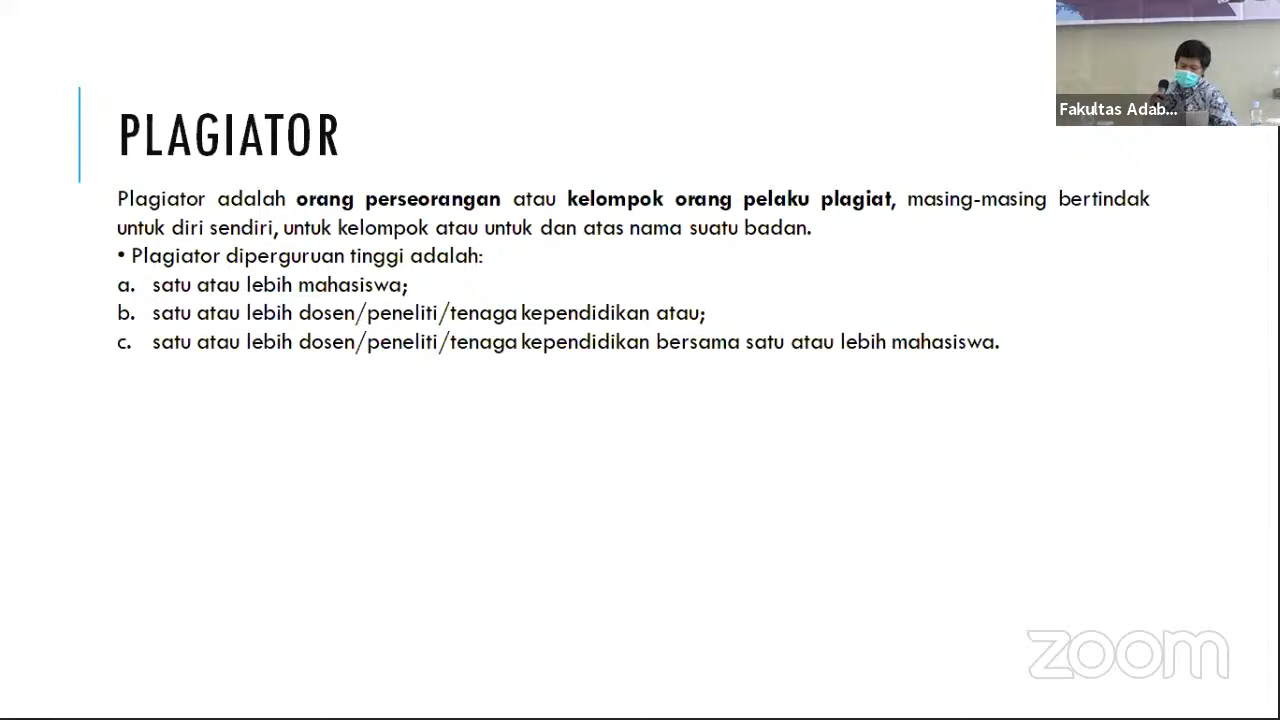 Fakultas Adab...
PLAGIATOR
Plagiator adalah orang perseorangan atau kelompok orang pelaku plagiat, masing-masing bertindak
untuk diri sendiri, untuk kelompok atau untuk dan atas nama suatu badan.
• Plagiator diperguruan tinggi adalah:
a. satu atau lebih mahasiswa;
b. satu atau lebih dosen/peneliti/tenaga kependidikan atau;
c. satu atau lebih dosen/peneliti/tenaga kependidikan bersama satu atau lebih mahasiswa.
zoom